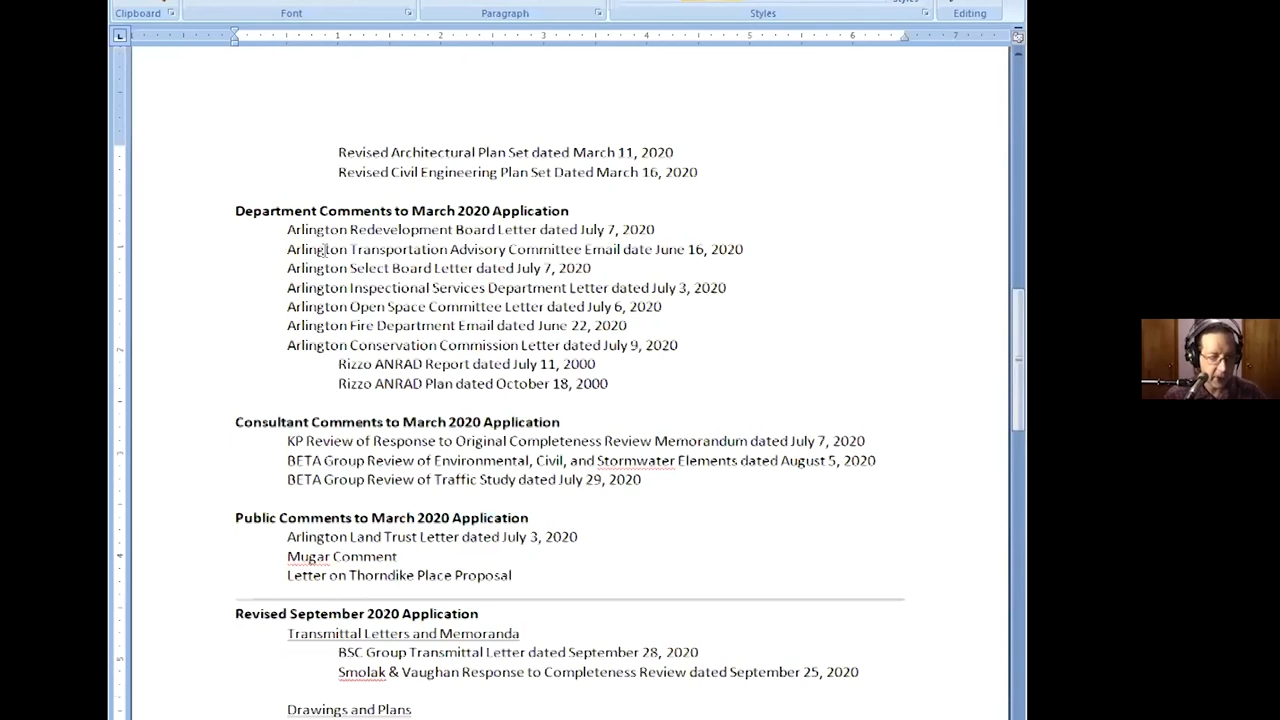 Clipboard
Font
Paragraph
Styles
Editing
1 2 3 4 5 6 7
Revised Architectural Plan Set dated March 11, 2020
Revised Civil Engineering Plan Set Dated March 16, 2020
Department Comments to March 2020 Application
Arlington Redevelopment Board Letter dated July 7, 2020
Arlington Transportation Advisory Committee Email date June 16, 2020
Arlington Select Board Letter dated July 7, 2020
Arlington Inspectional Services Department Letter dated July 3, 2020
Arlington Open Space Committee Letter dated July 6, 2020
Arlington Fire Department Email dated June 22, 2020
Arlington Conservation Commission Letter dated July 9, 2020
Rizzo ANRAD Report dated July 11, 2000
Rizzo ANRAD Plan dated October 18, 2000
Consultant Comments to March 2020 Application
KP Review of Response to Original Completeness Review Memorandum dated July 7, 2020
BETA Group Review of Environmental, Civil, and Stormwater Elements dated August 5, 2020
BETA Group Review of Traffic Study dated July 29, 2020
Public Comments to March 2020 Application
Arlington Land Trust Letter dated July 3, 2020
Mugar Comment
Letter on Thorndike Place Proposal
Revised September 2020 Application
Transmittal Letters and Memoranda
BSC Group Transmittal Letter dated September 28, 2020
Smolak & Vaughan Response to Completeness Review dated September 25, 2020
Drawings and Plans